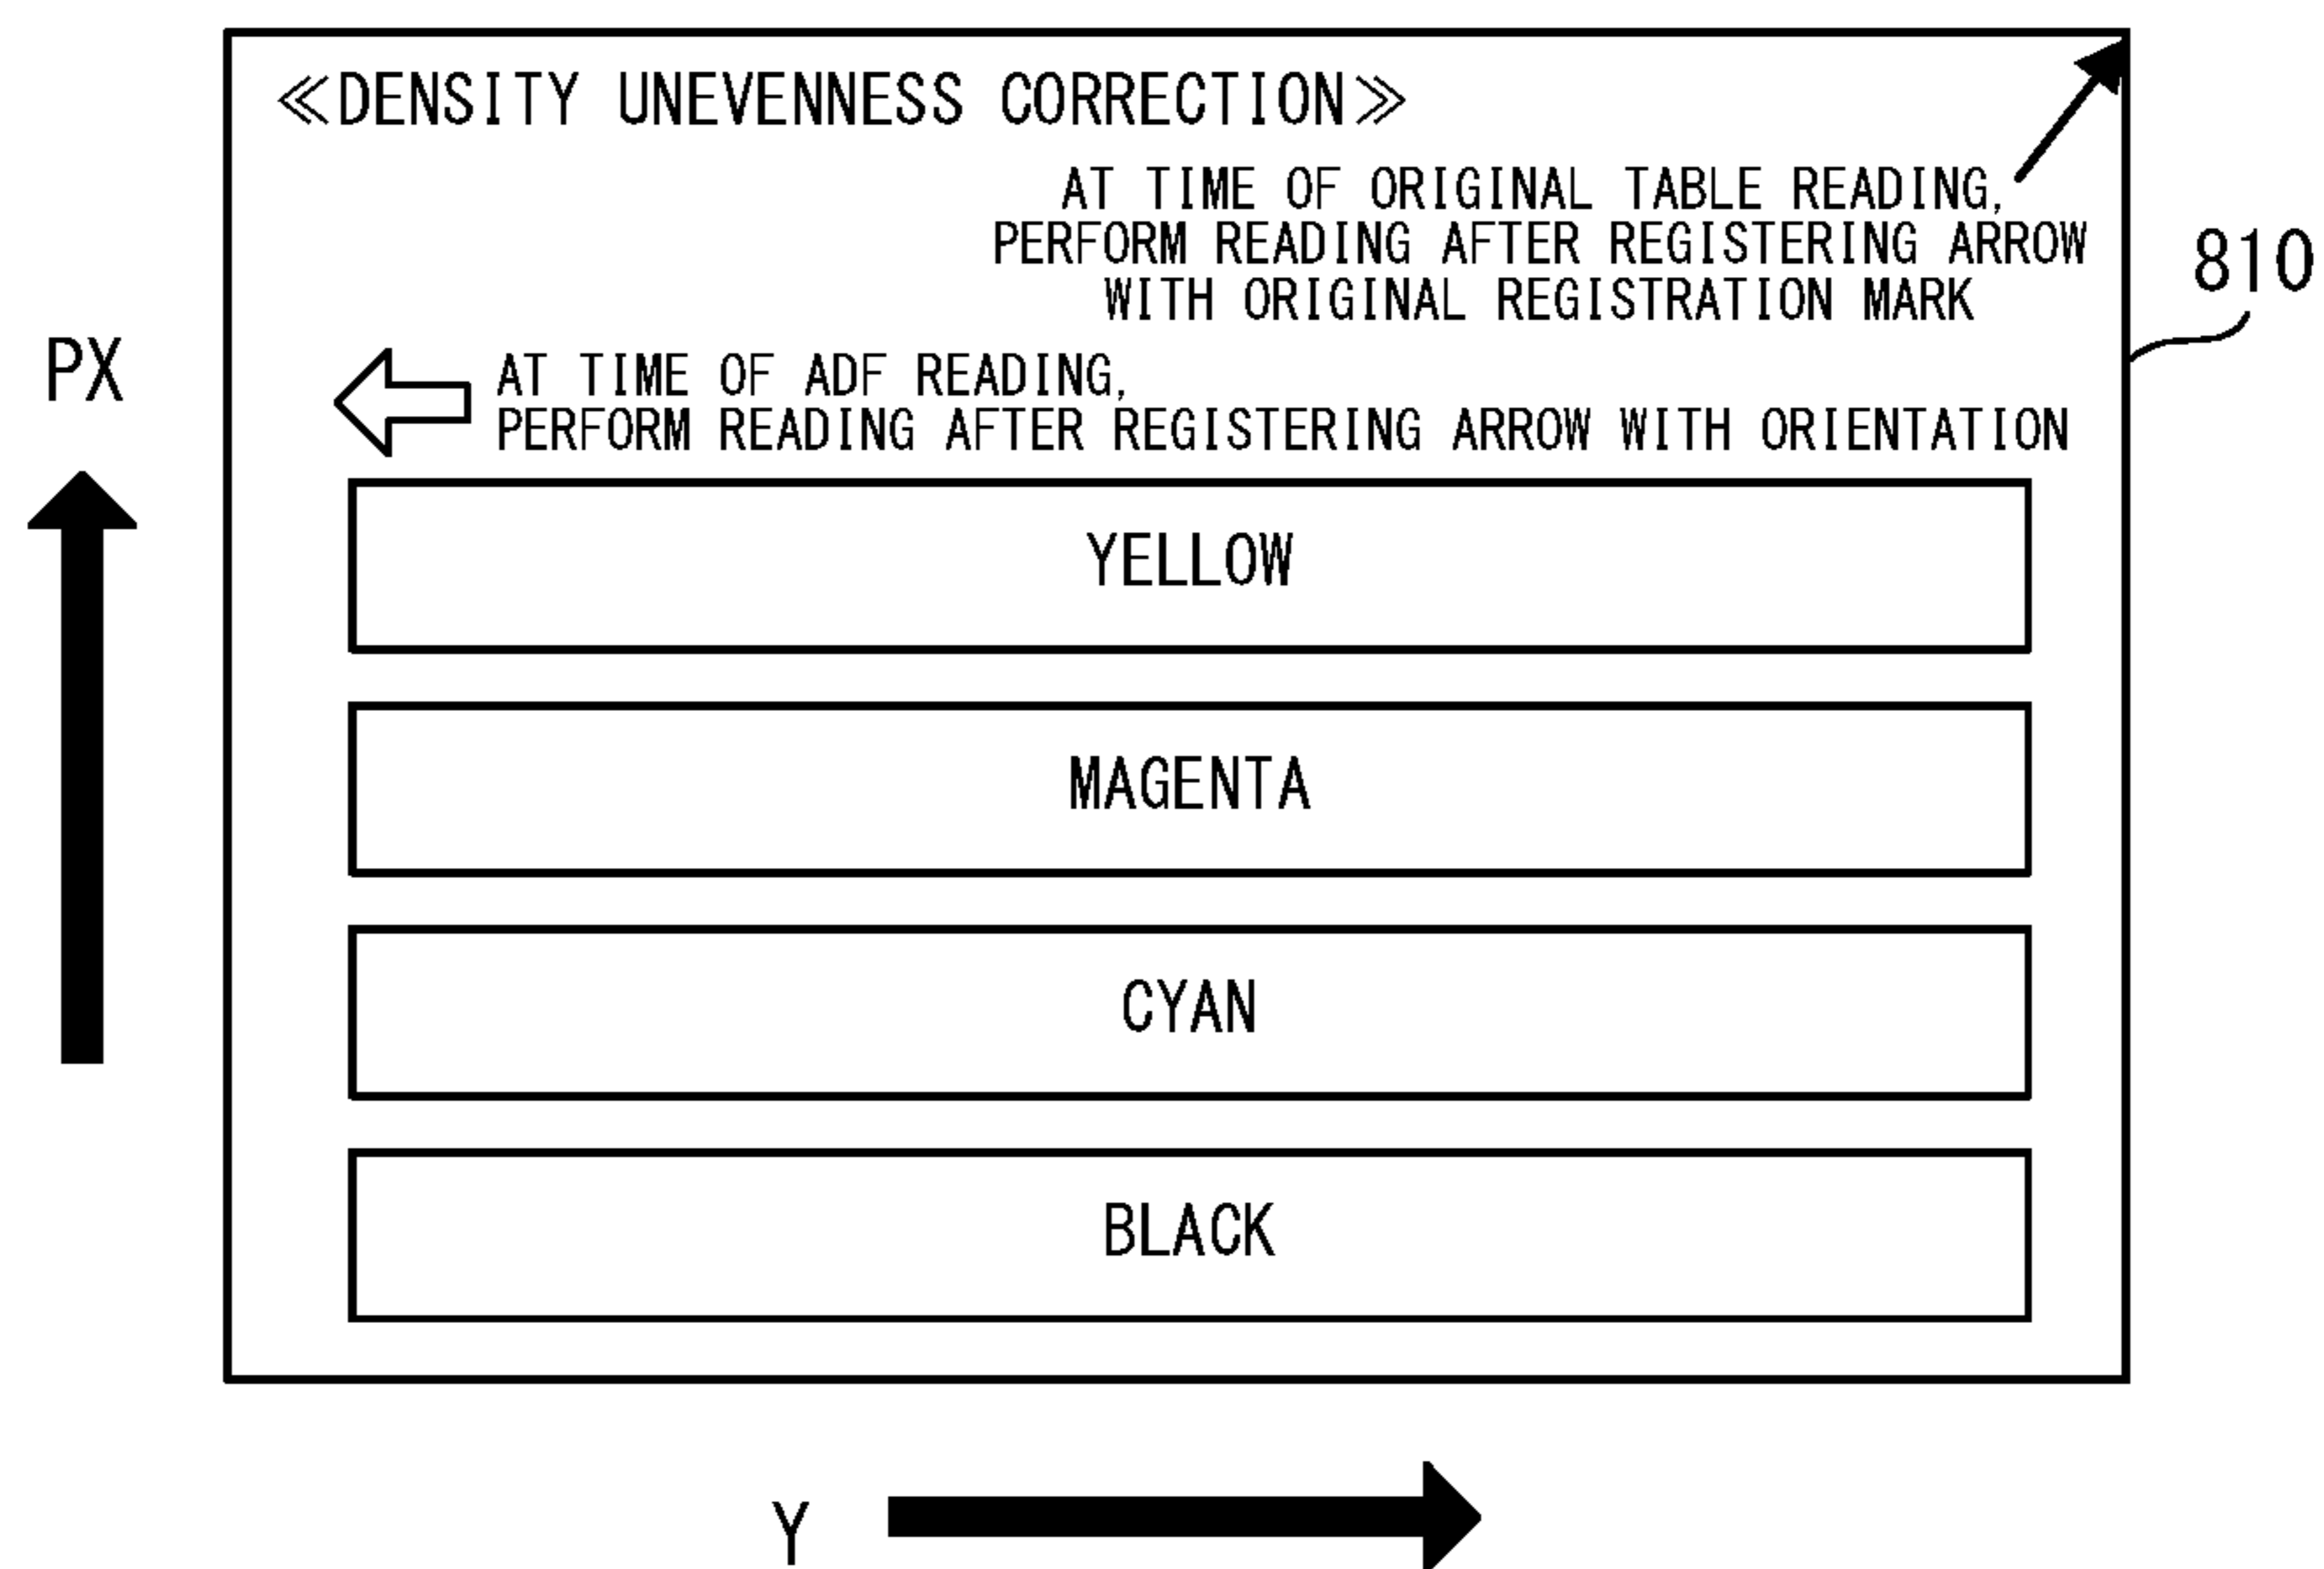 ≪DENSITY UNEVENNESS CORRECTION≫
AT TIME OF ORIGINAL TABLE READING,
PERFORM READING AFTER REGISTERING ARROW
WITH ORIGINAL REGISTRATION MARK
810
PX
AT TIME OF ADF READING,
PERFORM READING AFTER REGISTERING ARROW WITH ORIENTATION
YELLOW
MAGENTA
CYAN
BLACK
Y